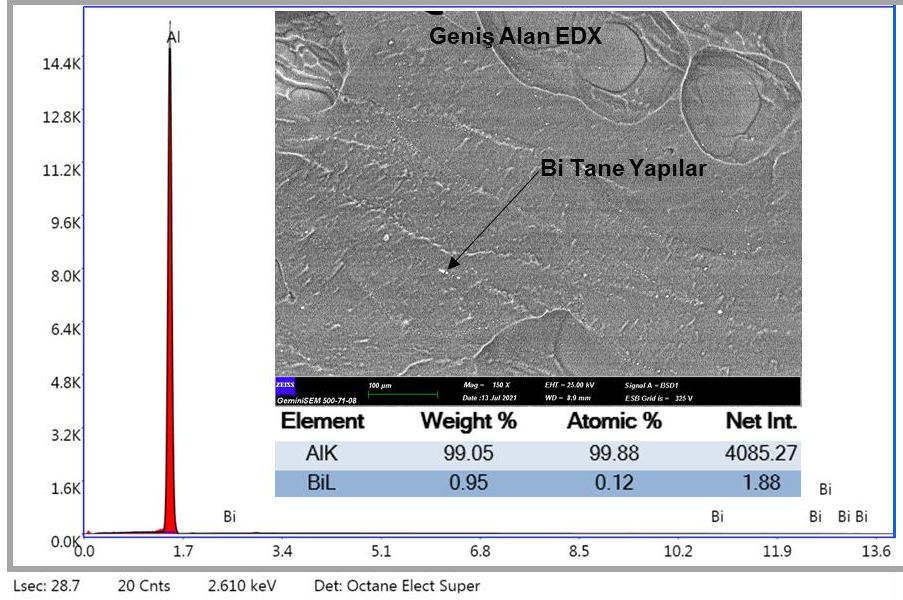 Al
14.4K
12.8K
11.2K
9.6K
8.0K
6.4K
4.8K
3.2K
1.6K
0.0K
Geniş Alan EDX
Bi Tane Yapılar
ZEISS
GeminiSEM 500-71-08
100 µm
Mag = 150 X
EHT = 25.00 kV
Signal A = BSD1
Date :13 Jul 2021
WD = 8.9 mm
ESB Grid is = 325 V
Element Weight % Atomic % Net Int.
AlK 99.05 99.88 4085.27
BiL 0.95 0.12 1.88
Bi
Bi Bi Bi Bi Bi
0.0 1.7 3.4 5.1 6.8 8.5 10.2 11.9 13.6
Lsec: 28.7 20 Cnts 2.610 keV Det: Octane Elect Super